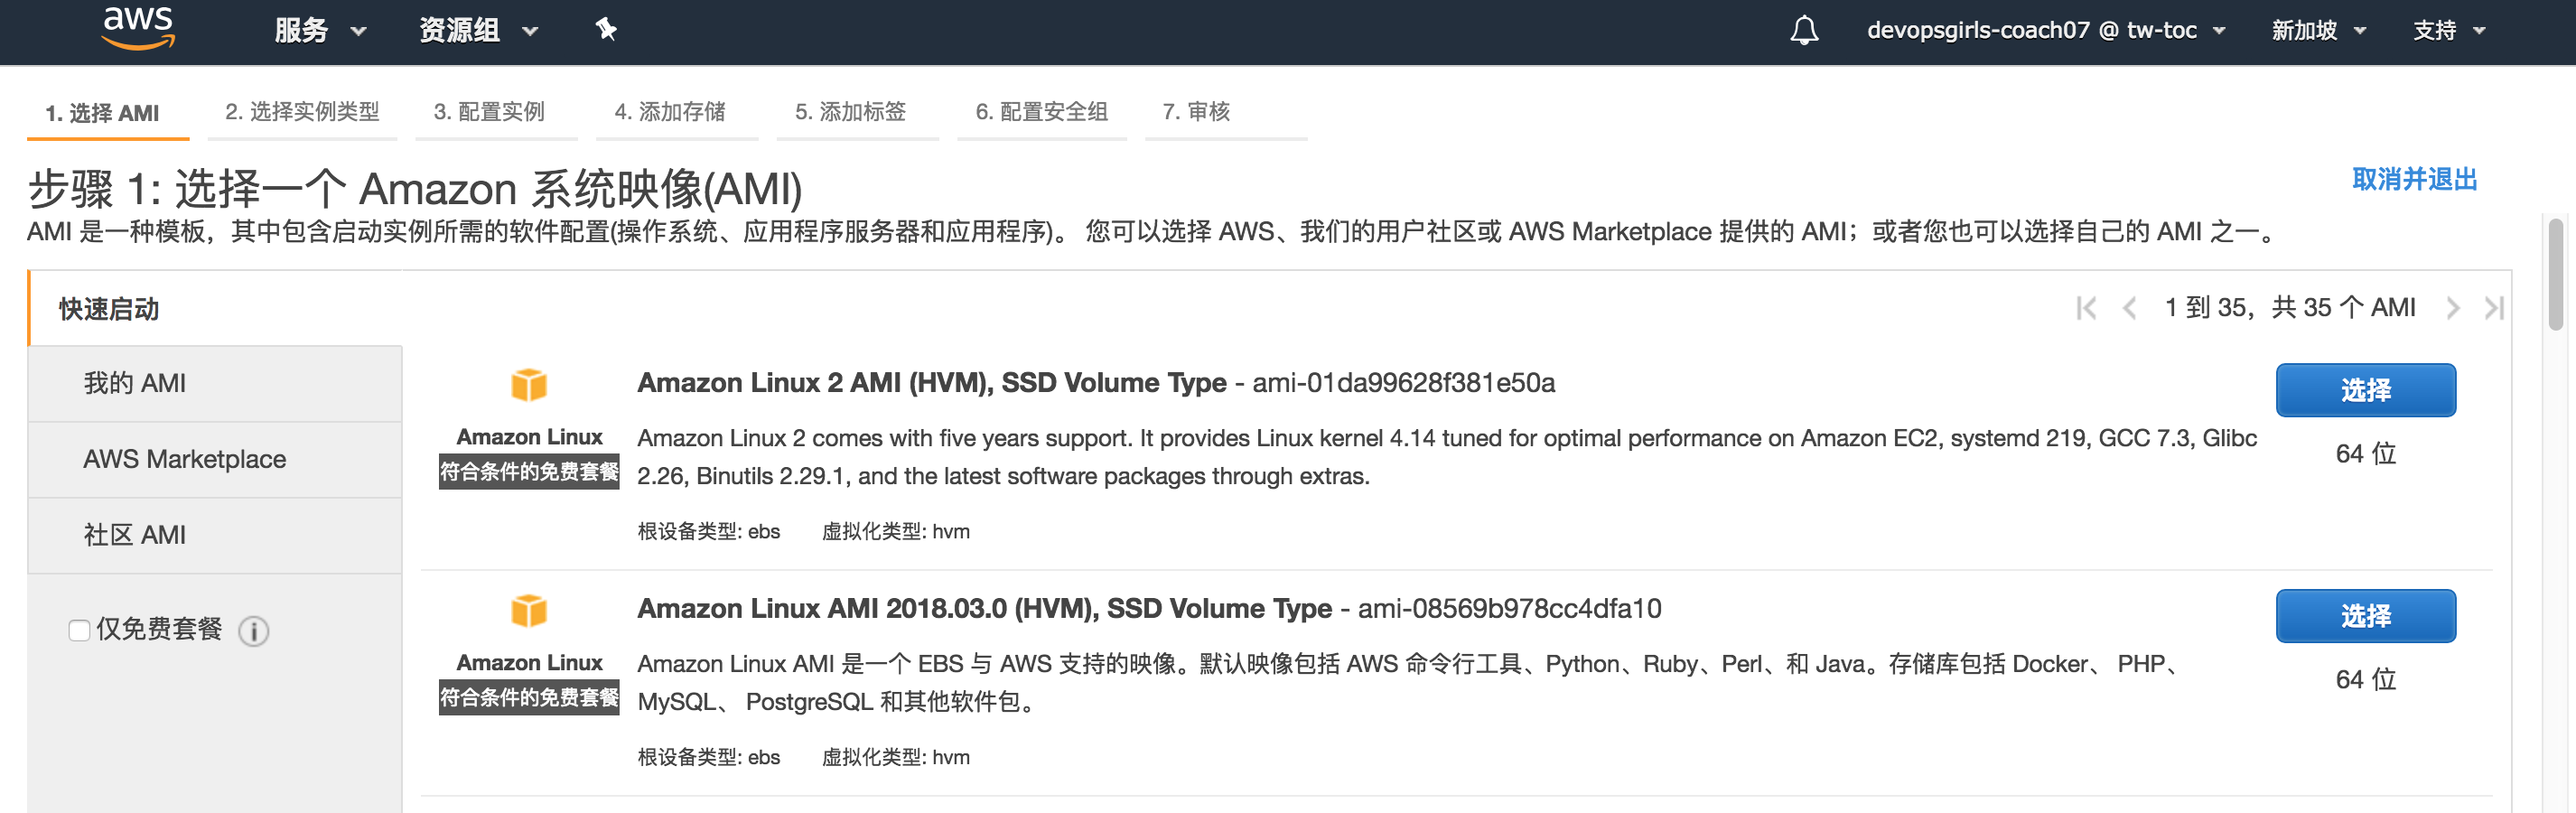 aws 服务 资源组 devopsgirls-coach07 @ tw-toc 新加坡 支持
1. 选择 AMI 2. 选择实例类型 3. 配置实例 4. 添加存储 5. 添加标签 6. 配置安全组 7. 审核
步骤 1: 选择一个 Amazon 系统映像(AMI)
取消并退出
AMI 是一种模板，其中包含启动实例所需的软件配置(操作系统、应用程序服务器和应用程序)。 您可以选择 AWS、我们的用户社区或 AWS Marketplace 提供的 AMI；或者您也可以选择自己的 AMI 之一。
快速启动
我的 AMI
AWS Marketplace
社区 AMI
仅免费套餐
1 到 35，共 35 个 AMI
Amazon Linux
符合条件的免费套餐
Amazon Linux 2 AMI (HVM), SSD Volume Type - ami-01da99628f381e50a
Amazon Linux 2 comes with five years support. It provides Linux kernel 4.14 tuned for optimal performance on Amazon EC2, systemd 219, GCC 7.3, Glibc
2.26, Binutils 2.29.1, and the latest software packages through extras.
根设备类型: ebs 虚拟化类型: hvm
选择
64 位
Amazon Linux
符合条件的免费套餐
Amazon Linux AMI 2018.03.0 (HVM), SSD Volume Type - ami-08569b978cc4dfa10
Amazon Linux AMI 是一个 EBS 与 AWS 支持的映像。默认映像包括 AWS 命令行工具、Python、Ruby、Perl、和 Java。存储库包括 Docker、 PHP、
MySQL、 PostgreSQL 和其他软件包。
根设备类型: ebs 虚拟化类型: hvm
选择
64 位